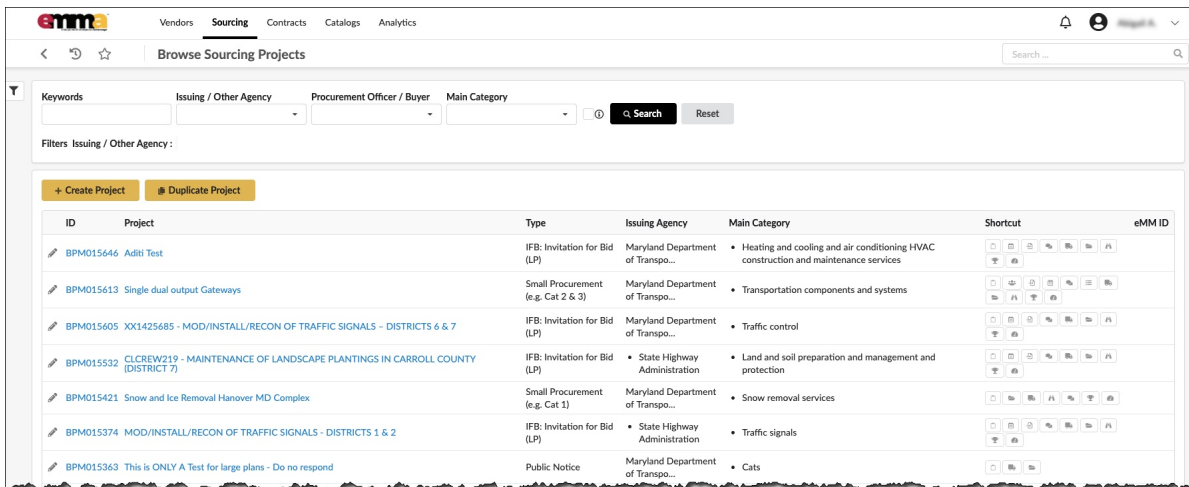 emma
Vendors Sourcing Contracts Catalogs Analytics
Browse Sourcing Projects
Search ...
Keywords Issuing / Other Agency Procurement Officer / Buyer Main Category
Search Reset
Filters Issuing / Other Agency :
+ Create Project Duplicate Project
ID Project Type Issuing Agency Main Category Shortcut eMM ID
BPM015646 Aditi Test IFB: Invitation for Bid (LP) Maryland Department of Transpo... • Heating and cooling and air conditioning HVAC construction and maintenance services
BPM015613 Single dual output Gateways Small Procurement (e.g. Cat 2 & 3) Maryland Department of Transpo... • Transportation components and systems
BPM015605 XX1425685 - MOD/INSTALL/RECON OF TRAFFIC SIGNALS – DISTRICTS 6 & 7 IFB: Invitation for Bid (LP) Maryland Department of Transpo... • Traffic control
BPM015532 CLCREW219 - MAINTENANCE OF LANDSCAPE PLANTINGS IN CARROLL COUNTY (DISTRICT 7) IFB: Invitation for Bid (LP) • State Highway Administration • Land and soil preparation and management and protection
BPM015421 Snow and Ice Removal Hanover MD Complex Small Procurement (e.g. Cat 1) Maryland Department of Transpo... • Snow removal services
BPM015374 MOD/INSTALL/RECON OF TRAFFIC SIGNALS - DISTRICTS 1 & 2 IFB: Invitation for Bid (LP) • State Highway Administration • Traffic signals
BPM015363 This is ONLY A Test for large plans - Do no respond Public Notice Maryland Department of Transpo... • Cats